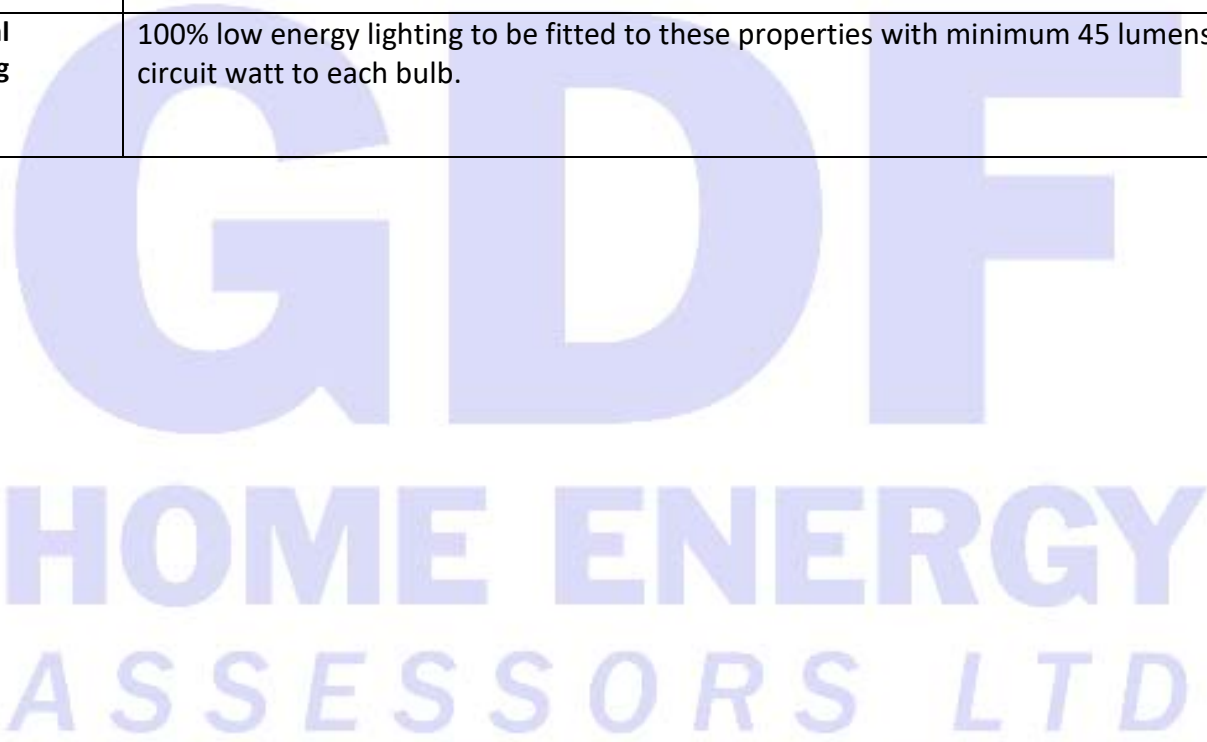 al 100% low energy lighting to be fitted to these properties with minimum 45 lumens
g circuit watt to each bulb.
GDF
HOME ENERGY
ASSESSORS LTD